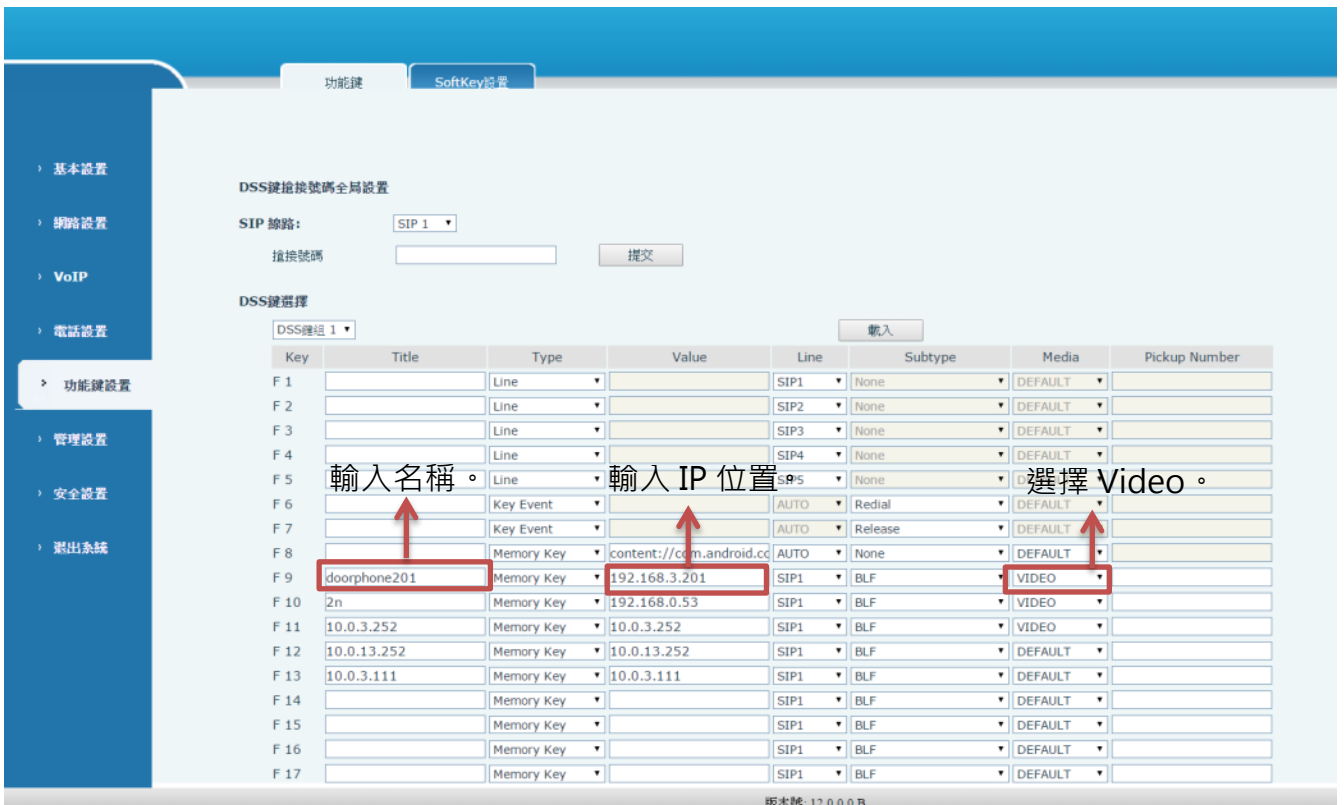 功能鍵 SoftKey設置
基本設置
網路設置
VoIP
電話設置
功能鍵設置
管理設置
安全設置
退出系統
DSS鍵搶接號碼全局設置
SIP 線路: SIP 1
搶接號碼 提交
DSS鍵選擇
DSS鍵組 1 載入
Key Title Type Value Line Subtype Media Pickup Number
F 1 Line SIP1 None DEFAULT
F 2 Line SIP2 None DEFAULT
F 3 Line SIP3 None DEFAULT
F 4 Line SIP4 None DEFAULT
輸入名稱。 輸入 IP 位置。 選擇 Video。
F 5 Line SIP5 None
F 6 Key Event AUTO Redial DEFAULT
F 7 Key Event AUTO Release DEFAULT
F 8 Memory Key content://com.android.co AUTO None DEFAULT
F 9 doorphone201 Memory Key 192.168.3.201 SIP1 BLF VIDEO
F 10 2n Memory Key 192.168.0.53 SIP1 BLF VIDEO
F 11 10.0.3.252 Memory Key 10.0.3.252 SIP1 BLF VIDEO
F 12 10.0.13.252 Memory Key 10.0.13.252 SIP1 BLF DEFAULT
F 13 10.0.3.111 Memory Key 10.0.3.111 SIP1 BLF DEFAULT
F 14 Memory Key SIP1 BLF DEFAULT
F 15 Memory Key SIP1 BLF DEFAULT
F 16 Memory Key SIP1 BLF DEFAULT
F 17 Memory Key SIP1 BLF DEFAULT
版本號: 12.0.0.0 B